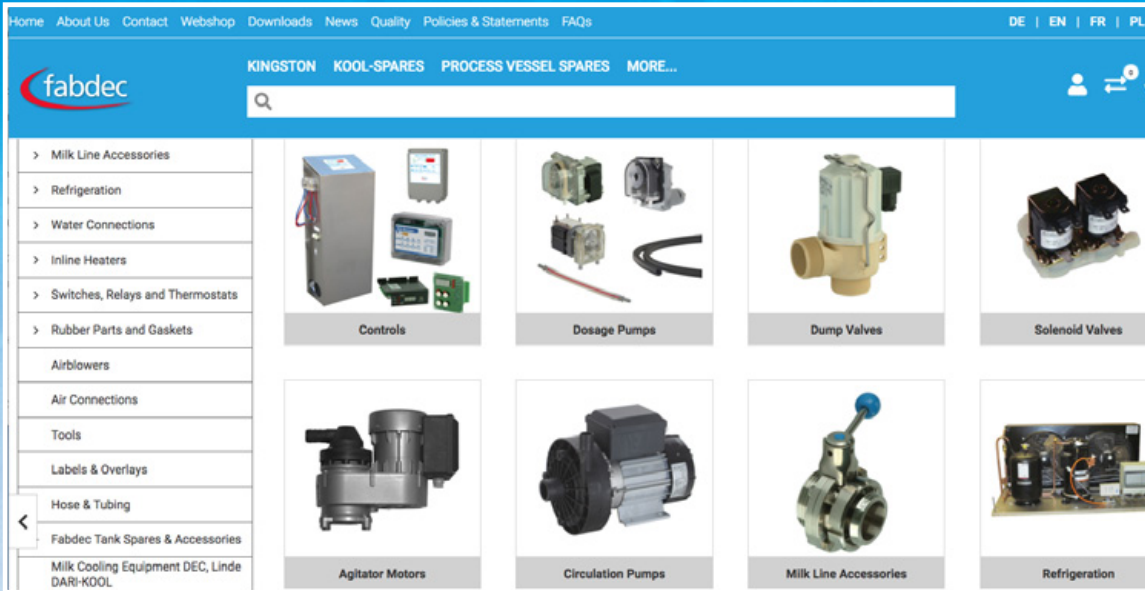 Home About Us Contact Webshop Downloads News Quality Policies & Statements FAQs
DE | EN | FR | PL
fabdec
KINGSTON KOOL-SPARES PROCESS VESSEL SPARES MORE...
0
Milk Line Accessories
Refrigeration
Water Connections
Inline Heaters
Switches, Relays and Thermostats
Rubber Parts and Gaskets
Airblowers
Air Connections
Tools
Labels & Overlays
Hose & Tubing
Fabdec Tank Spares & Accessories
Milk Cooling Equipment DEC, Linde
DARI-KOOL
Controls
Dosage Pumps
Dump Valves
Solenoid Valves
Agitator Motors
Circulation Pumps
Milk Line Accessories
Refrigeration